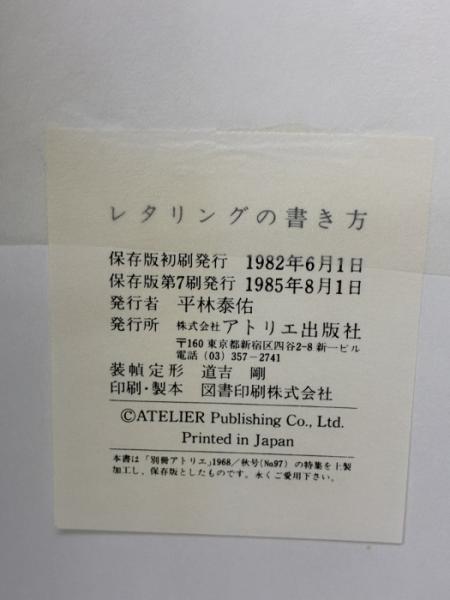 レタリングの書き方
保存版初刷発行 1982年6月1日
保存版第7刷発行 1985年8月1日
発行者 平林泰佑
発行所 株式会社アトリエ出版社
〒160 東京都新宿区四谷2-8 新一ビル
電話 (03) 357-2741
装幀定形 道吉 剛
印刷・製本 図書印刷株式会社
©ATELIER Publishing Co., Ltd.
Printed in Japan
本書は「別冊アトリエ」1968/秋号(No.97) の特集を上製
加工し、保存版としたものです。永くご愛用下さい。